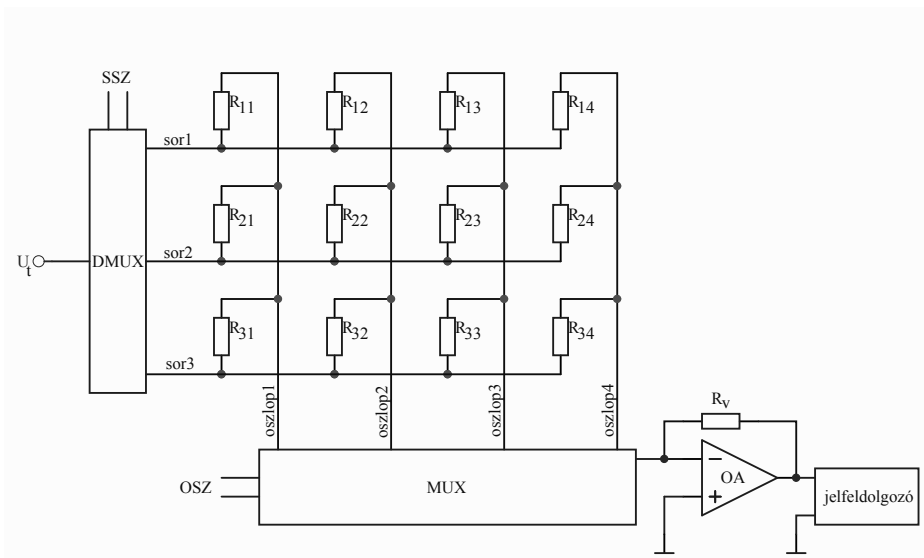 SSZ
R11
R12
R13
R14
sor1
R21
R22
R23
R24
Ut
DMUX
sor2
R31
R32
R33
R34
sor3
oszlop1
oszlop2
oszlop3
oszlop4
Rv
OSZ
MUX
−
OA
+
jelfeldolgozó